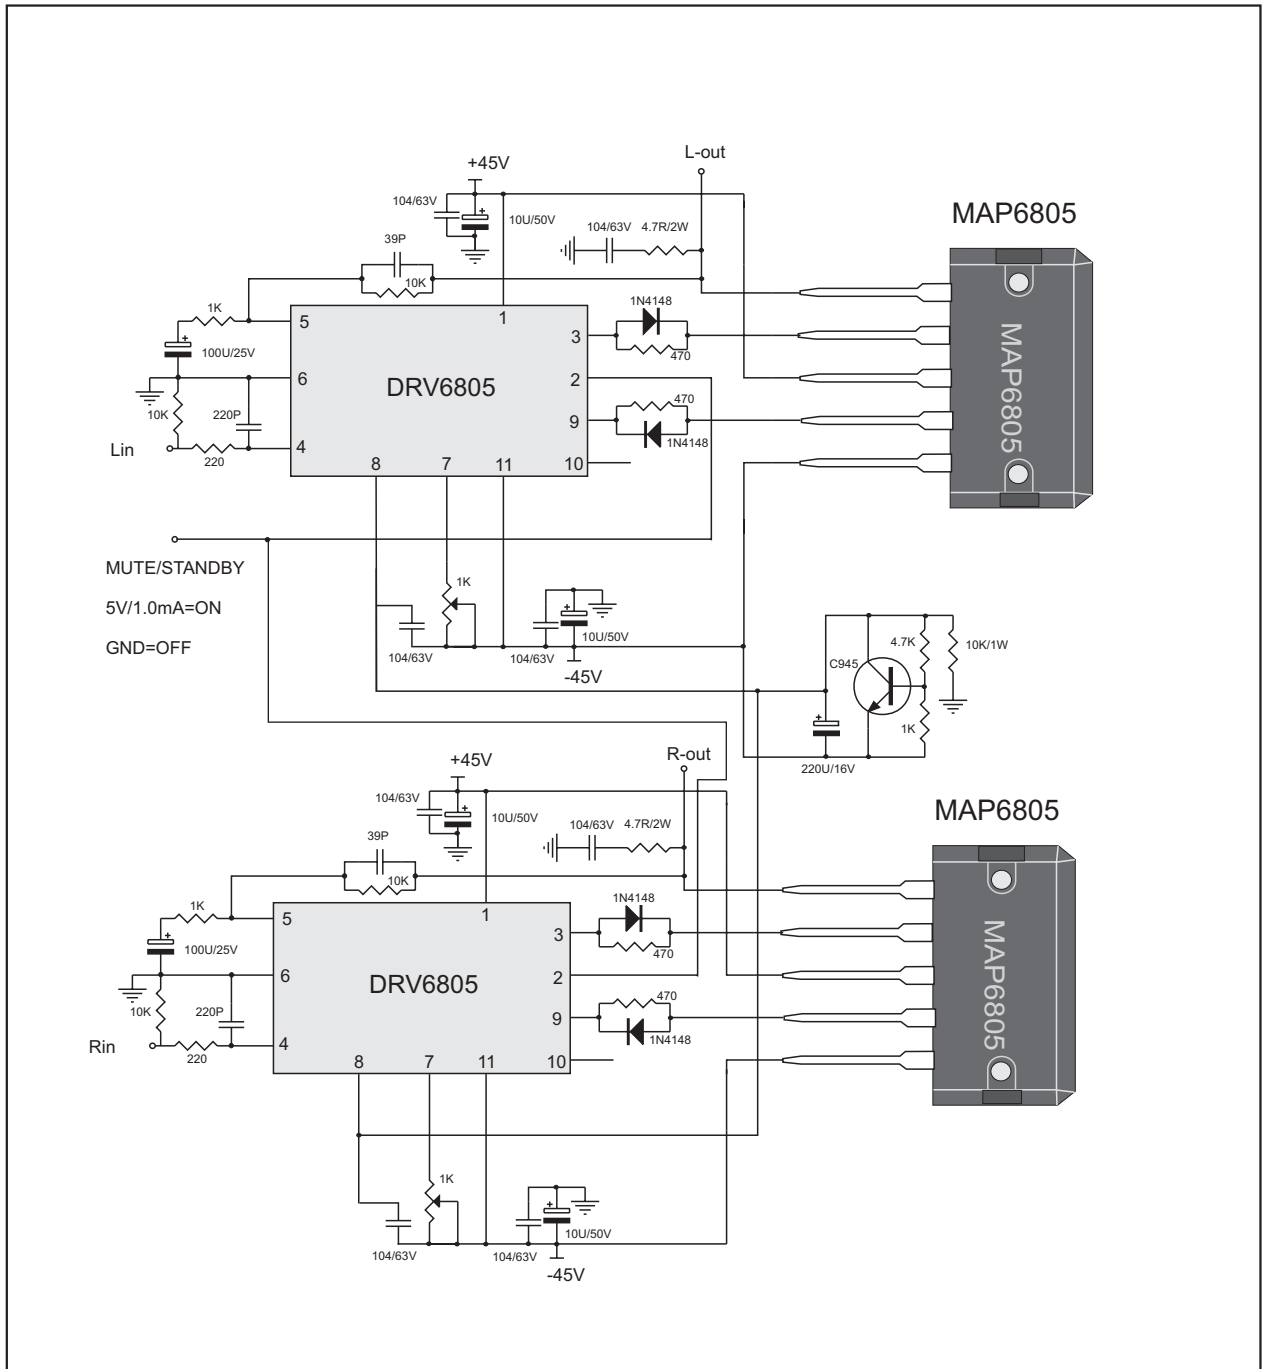 L-out
+45V
104/63V
10U/50V
104/63V
4.7R/2W
MAP6805
39P
10K
1K
5
1
1N4148
3
470
100U/25V
MAP6805
6
DRV6805
2
10K
220P
470
9
1N4148
Lin
4
220
8
7
11
10
MUTE/STANDBY
1K
5V/1.0mA=ON
10U/50V
GND=OFF
104/63V
104/63V
-45V
4.7K
10K/1W
C945
1K
220U/16V
R-out
+45V
104/63V
10U/50V
104/63V
4.7R/2W
MAP6805
39P
10K
1K
5
1
1N4148
3
470
100U/25V
MAP6805
6
DRV6805
2
10K
220P
470
9
1N4148
Rin
4
220
8
7
11
10
1K
10U/50V
104/63V
104/63V
-45V